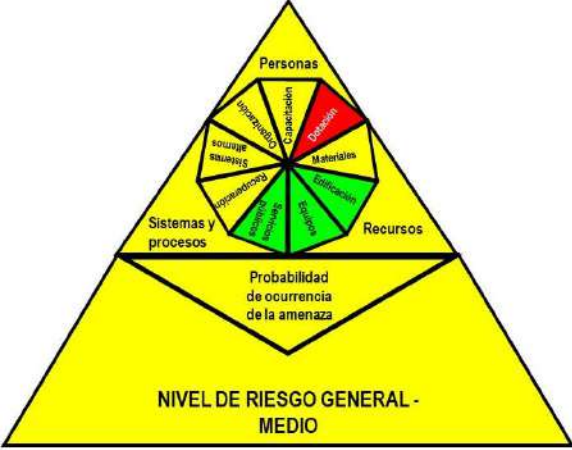 Personas
Organización
Capacitación
Dotación
Sistemas
alternos
Materiales
Recuperación
Edificación
Servicios
públicos
Equipos
Sistemas y
procesos
Recursos
Probabilidad
de ocurrencia
de la amenaza
NIVEL DE RIESGO GENERAL -
MEDIO